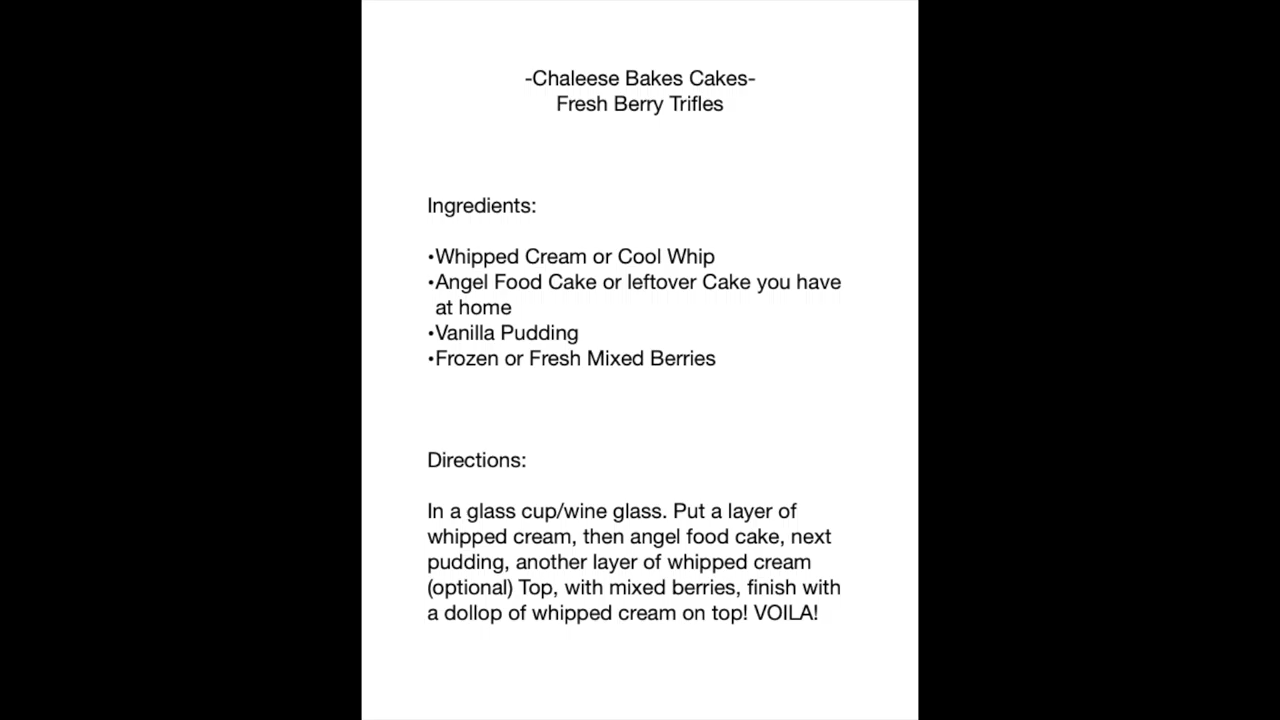 -Chaleese Bakes Cakes-
Fresh Berry Trifles
Ingredients:
•Whipped Cream or Cool Whip
•Angel Food Cake or leftover Cake you have
at home
•Vanilla Pudding
•Frozen or Fresh Mixed Berries
Directions:
In a glass cup/wine glass. Put a layer of
whipped cream, then angel food cake, next
pudding, another layer of whipped cream
(optional) Top, with mixed berries, finish with
a dollop of whipped cream on top! VOILA!